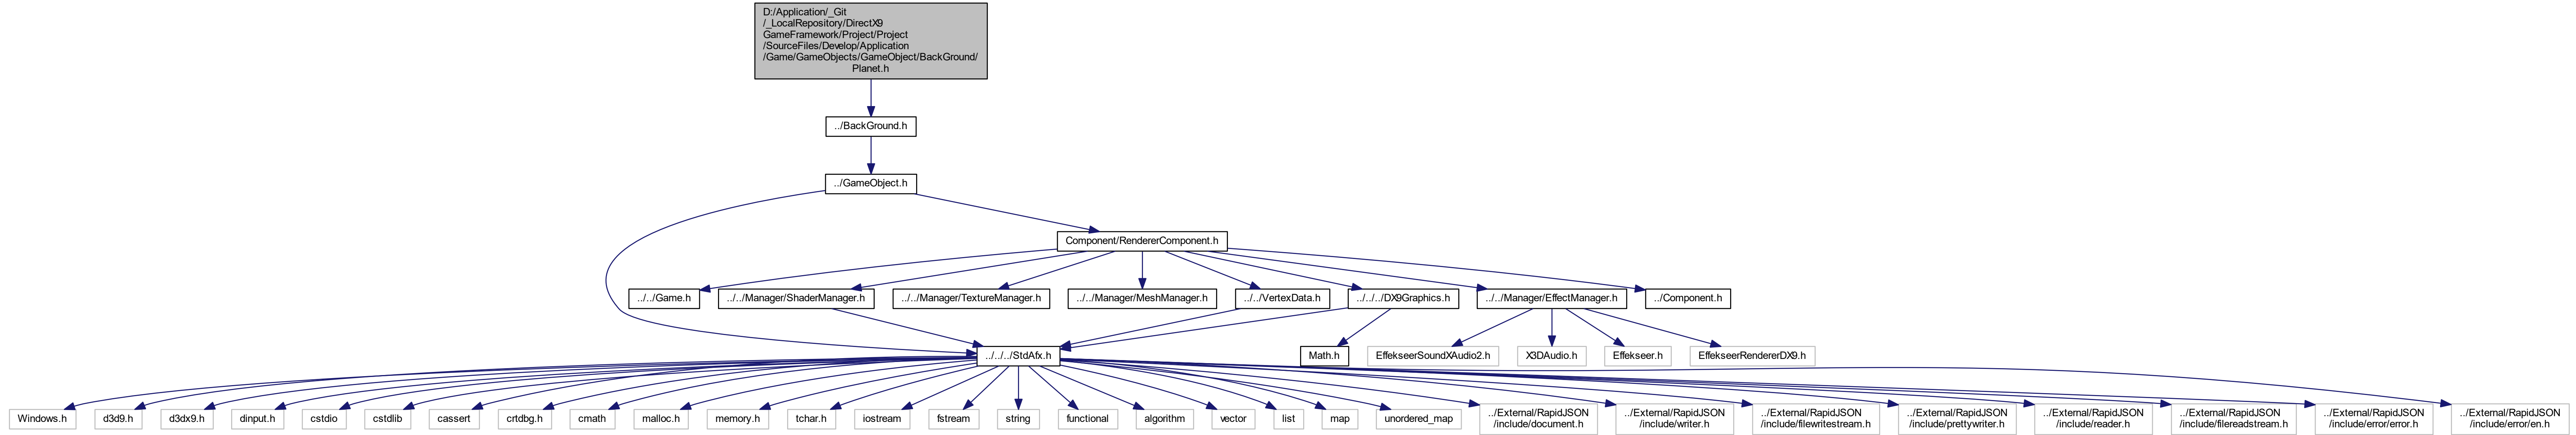 D:/Application/_Git
/_LocalRepository/DirectX9
GameFramework/Project/Project
/SourceFiles/Develop/Application
/Game/GameObjects/GameObject/BackGround/
Planet.h
../BackGround.h
../GameObject.h
Component/RendererComponent.h
../../Game.h
../../Manager/ShaderManager.h
../../Manager/TextureManager.h
../../Manager/MeshManager.h
../../VertexData.h
../../../DX9Graphics.h
../../Manager/EffectManager.h
../Component.h
../../../StdAfx.h
Math.h
EffekseerSoundXAudio2.h
X3DAudio.h
Effekseer.h
EffekseerRendererDX9.h
Windows.h
d3d9.h
d3dx9.h
dinput.h
cstdio
cstdlib
cassert
crtdbg.h
cmath
malloc.h
memory.h
tchar.h
iostream
fstream
string
functional
algorithm
vector
list
map
unordered_map
../External/RapidJSON
/include/document.h
../External/RapidJSON
/include/writer.h
../External/RapidJSON
/include/filewritestream.h
../External/RapidJSON
/include/prettywriter.h
../External/RapidJSON
/include/reader.h
../External/RapidJSON
/include/filereadstream.h
../External/RapidJSON
/include/error/error.h
../External/RapidJSON
/include/error/en.h